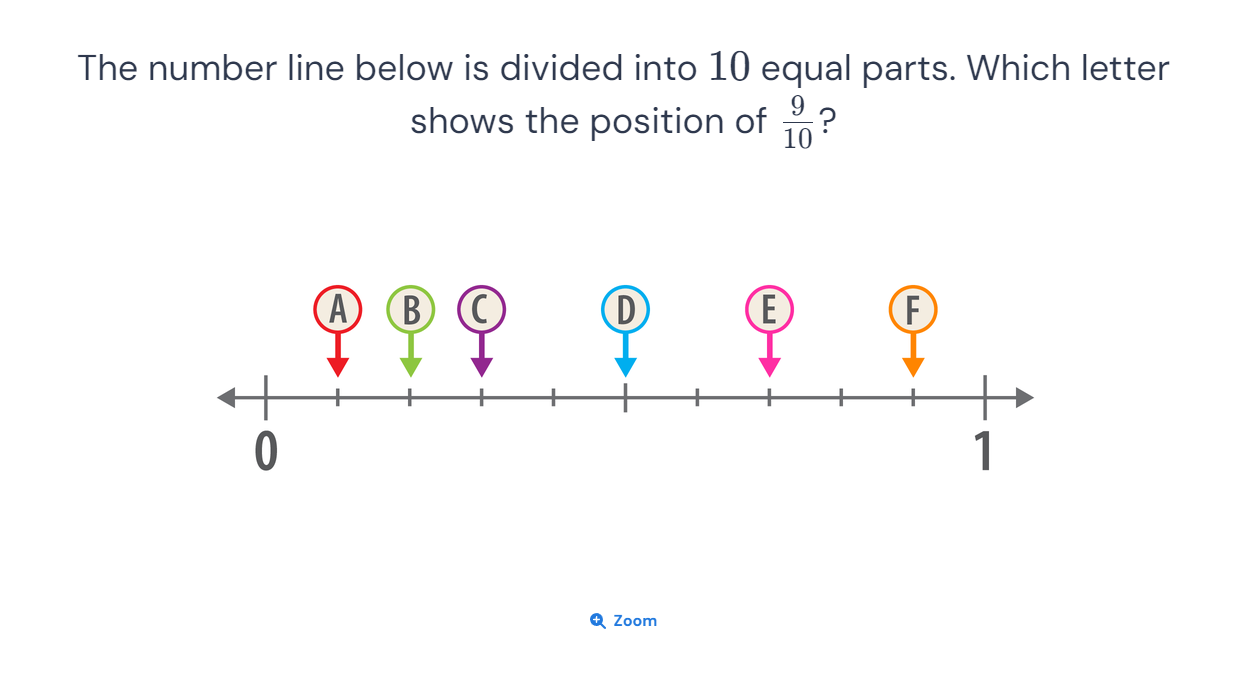 The number line below is divided into 10 equal parts. Which letter
shows the position of 9/10?
A B C D E F
0 1
Zoom